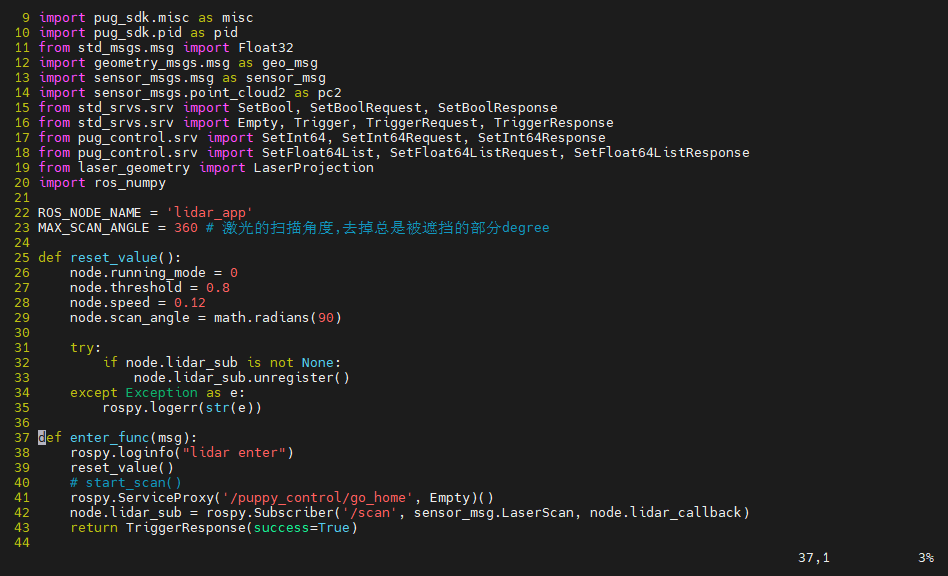 9 import pug_sdk.misc as misc
10 import pug_sdk.pid as pid
11 from std_msgs.msg import Float32
12 import geometry_msgs.msg as geo_msg
13 import sensor_msgs.msg as sensor_msg
14 import sensor_msgs.point_cloud2 as pc2
15 from std_srvs.srv import SetBool, SetBoolRequest, SetBoolResponse
16 from std_srvs.srv import Empty, Trigger, TriggerRequest, TriggerResponse
17 from pug_control.srv import SetInt64, SetInt64Request, SetInt64Response
18 from pug_control.srv import SetFloat64List, SetFloat64ListRequest, SetFloat64ListResponse
19 from laser_geometry import LaserProjection
20 import ros_numpy
21
22 ROS_NODE_NAME = 'lidar_app'
23 MAX_SCAN_ANGLE = 360 # 激光的扫描角度,去掉总是被遮挡的部分degree
24
25 def reset_value():
26     node.running_mode = 0
27     node.threshold = 0.8
28     node.speed = 0.12
29     node.scan_angle = math.radians(90)
30
31     try:
32         if node.lidar_sub is not None:
33             node.lidar_sub.unregister()
34     except Exception as e:
35         rospy.logerr(str(e))
36
37 def enter_func(msg):
38     rospy.loginfo("lidar enter")
39     reset_value()
40     # start_scan()
41     rospy.ServiceProxy('/puppy_control/go_home', Empty)()
42     node.lidar_sub = rospy.Subscriber('/scan', sensor_msg.LaserScan, node.lidar_callback)
43     return TriggerResponse(success=True)
44
37,1 3%